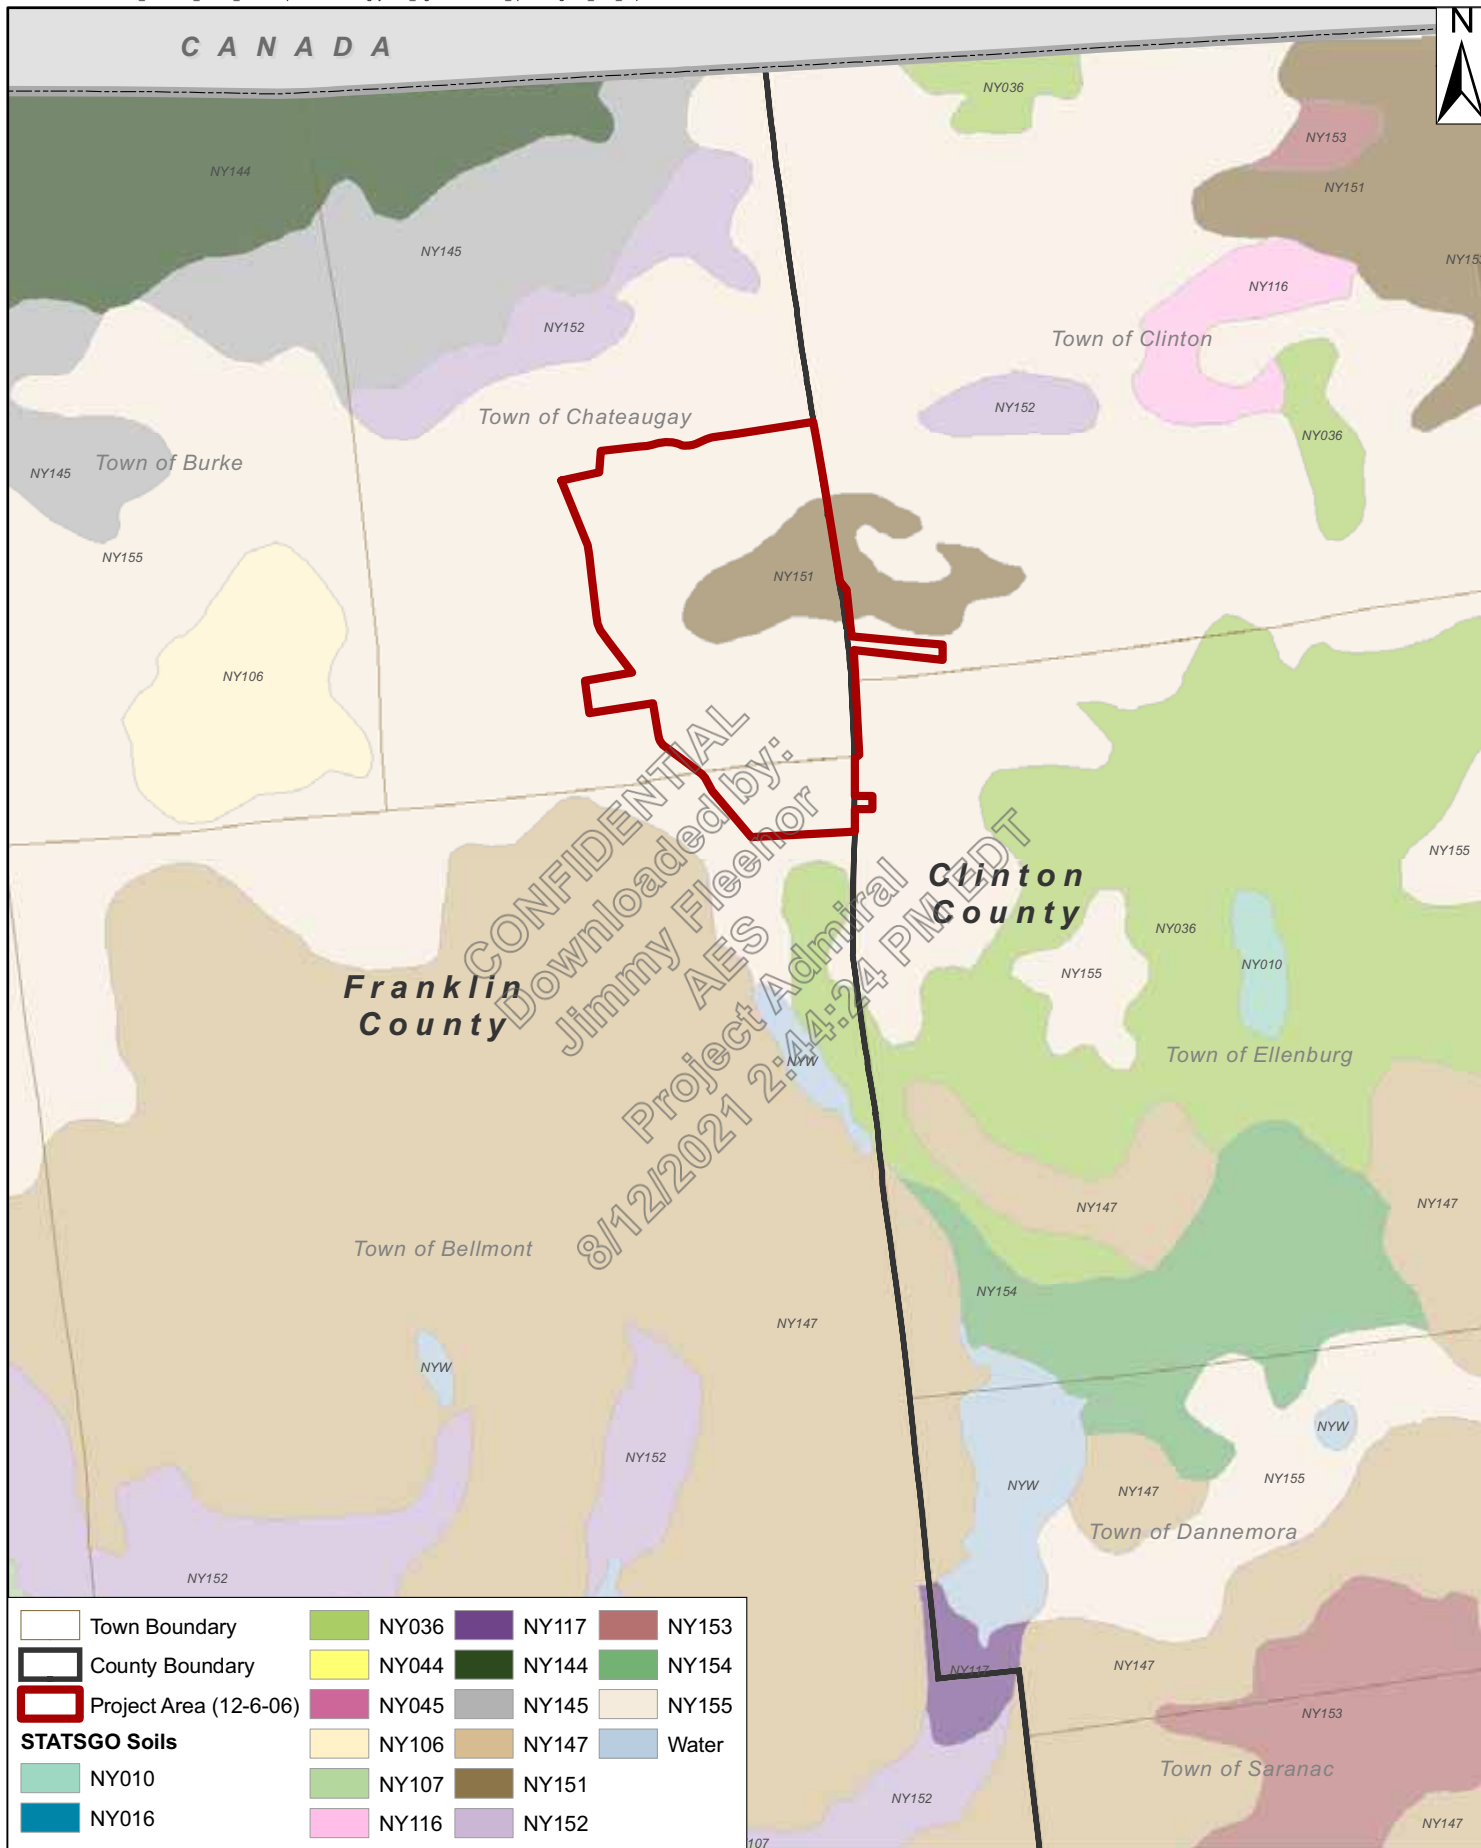 CANADA
N
NY036
NY153
NY144
NY151
NY145
NY116
NY152
Town of Clinton
NY152
Town of Chateaugay
NY036
Town of Burke
NY145
NY155
NY151
NY106
CONFIDENTIAL
Downloaded by:
Jimmy Fleenor
AES
Project Admiral
8/12/2021 2:44:24 PM EDT
NY155
Clinton
County
NY036
NY155
NY010
Franklin
County
Town of Ellenburg
NYW
NY147
NY147
Town of Bellmont
NY154
NY147
NYW
NYW
NY152
NY155
NYW
NY147
Town of Dannemora
NY152
NY147
NY117
NY153
Town of Saranac
NY152
NY147
107
Town Boundary
County Boundary
Project Area (12-6-06)
STATSGO Soils
NY010
NY016
NY036
NY044
NY045
NY106
NY107
NY116
NY117
NY144
NY145
NY147
NY151
NY152
NY153
NY154
NY155
Water